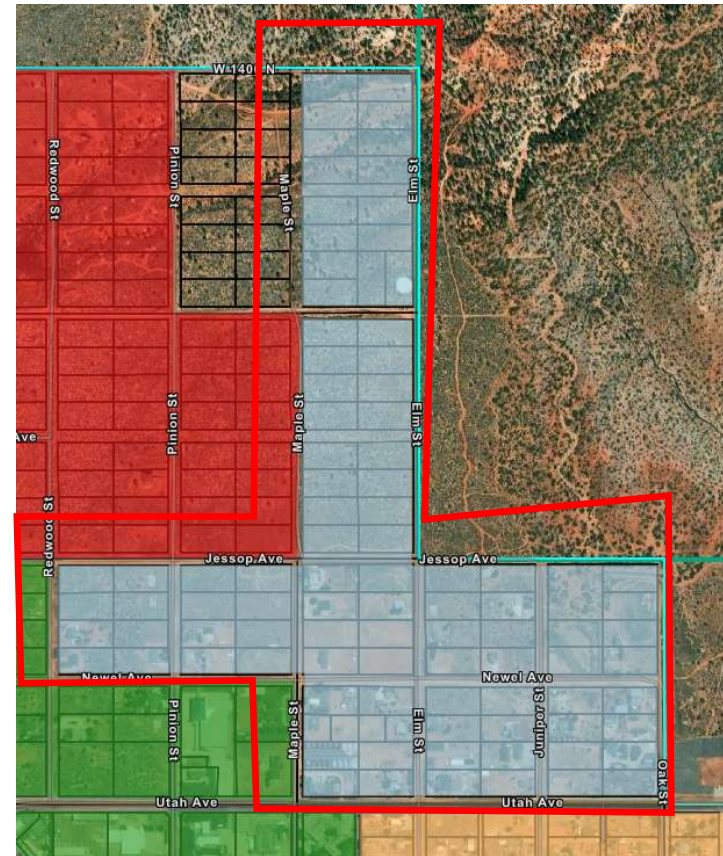 W 1400 N
Redwood St
Pinion St
Maple St
Elm St
Pinion St
Maple St
Elm St
Ave
Redwood St
Jessop Ave
Jessop Ave
Newel Ave
Newel Ave
Pinion St
Maple St
Elm St
Juniper St
Oak St
Utah Ave
Utah Ave